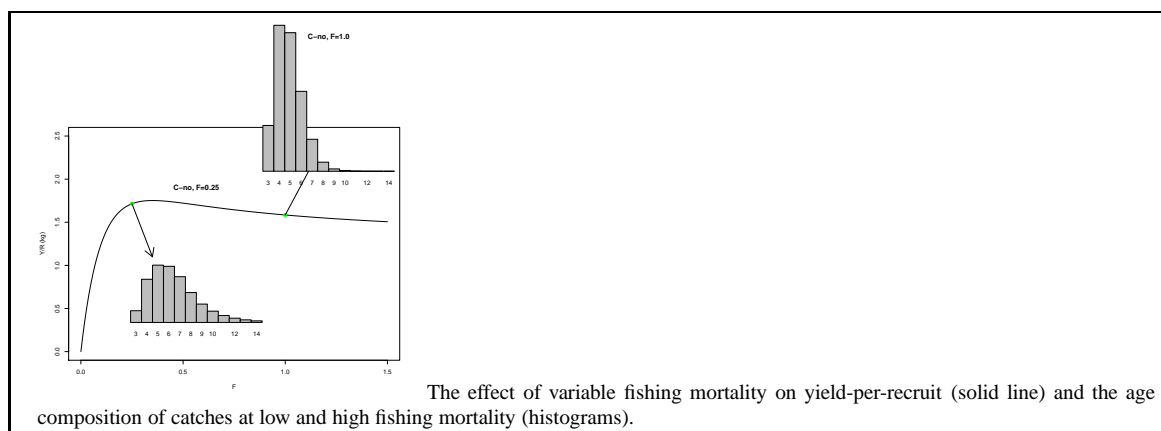 C−no, F=1.0
3 4 5 6 7 8 9 10 12 14
C−no, F=0.25
3 4 5 6 7 8 9 10 12 14
Y/R (kg)
2.5
2.0
1.5
1.0
0.5
0.0
0.0 0.5 1.0 1.5
F
The effect of variable fishing mortality on yield-per-recruit (solid line) and the age
composition of catches at low and high fishing mortality (histograms).